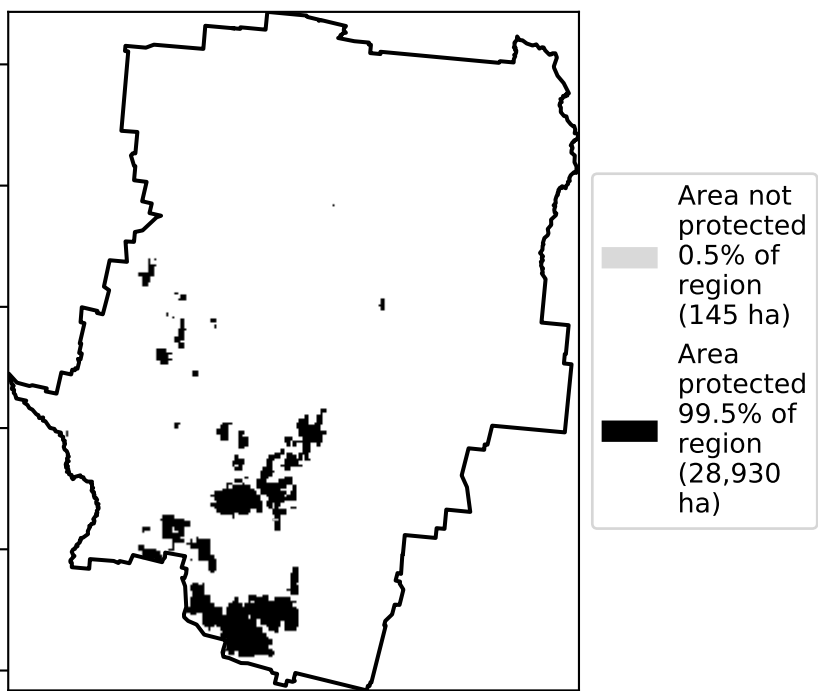 Area not
protected
0.5% of
region
(145 ha)
Area
protected
99.5% of
region
(28,930
ha)